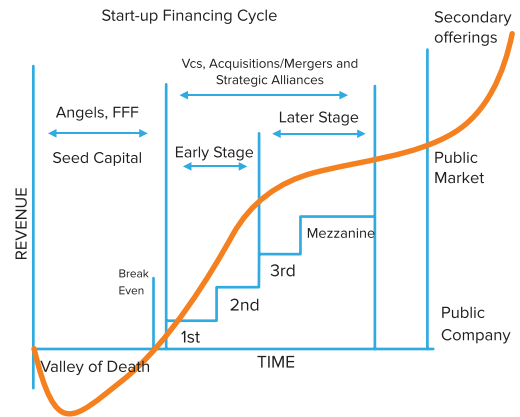 Start-up Financing Cycle
Secondary
offerings
Vcs, Acquisitions/Mergers and
Strategic Alliances
Angels, FFF
Later Stage
Seed Capital
Early Stage
Public
Market
REVENUE
Mezzanine
Break
Even
3rd
2nd
1st
Public
Company
Valley of Death
TIME